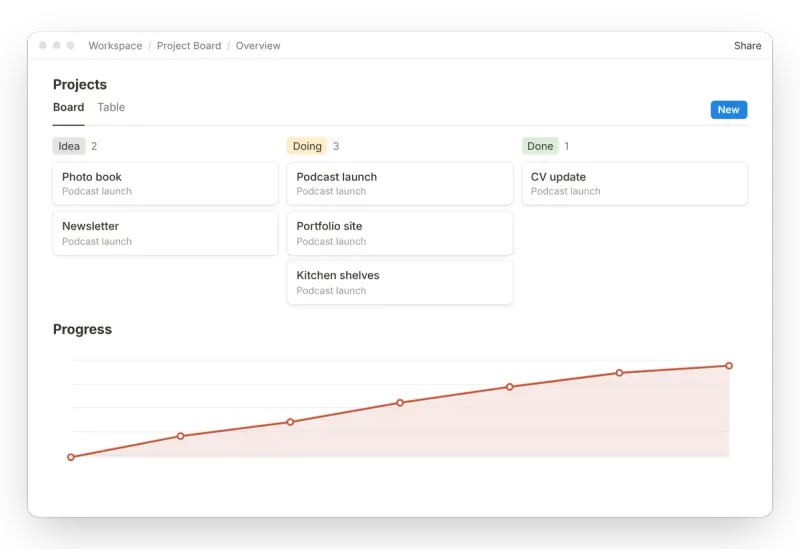 Workspace / Project Board / Overview
Share
Projects
Board Table
New
Idea 2
Photo book
Podcast launch
Newsletter
Podcast launch
Doing 3
Podcast launch
Podcast launch
Portfolio site
Podcast launch
Kitchen shelves
Podcast launch
Done 1
CV update
Podcast launch
Progress